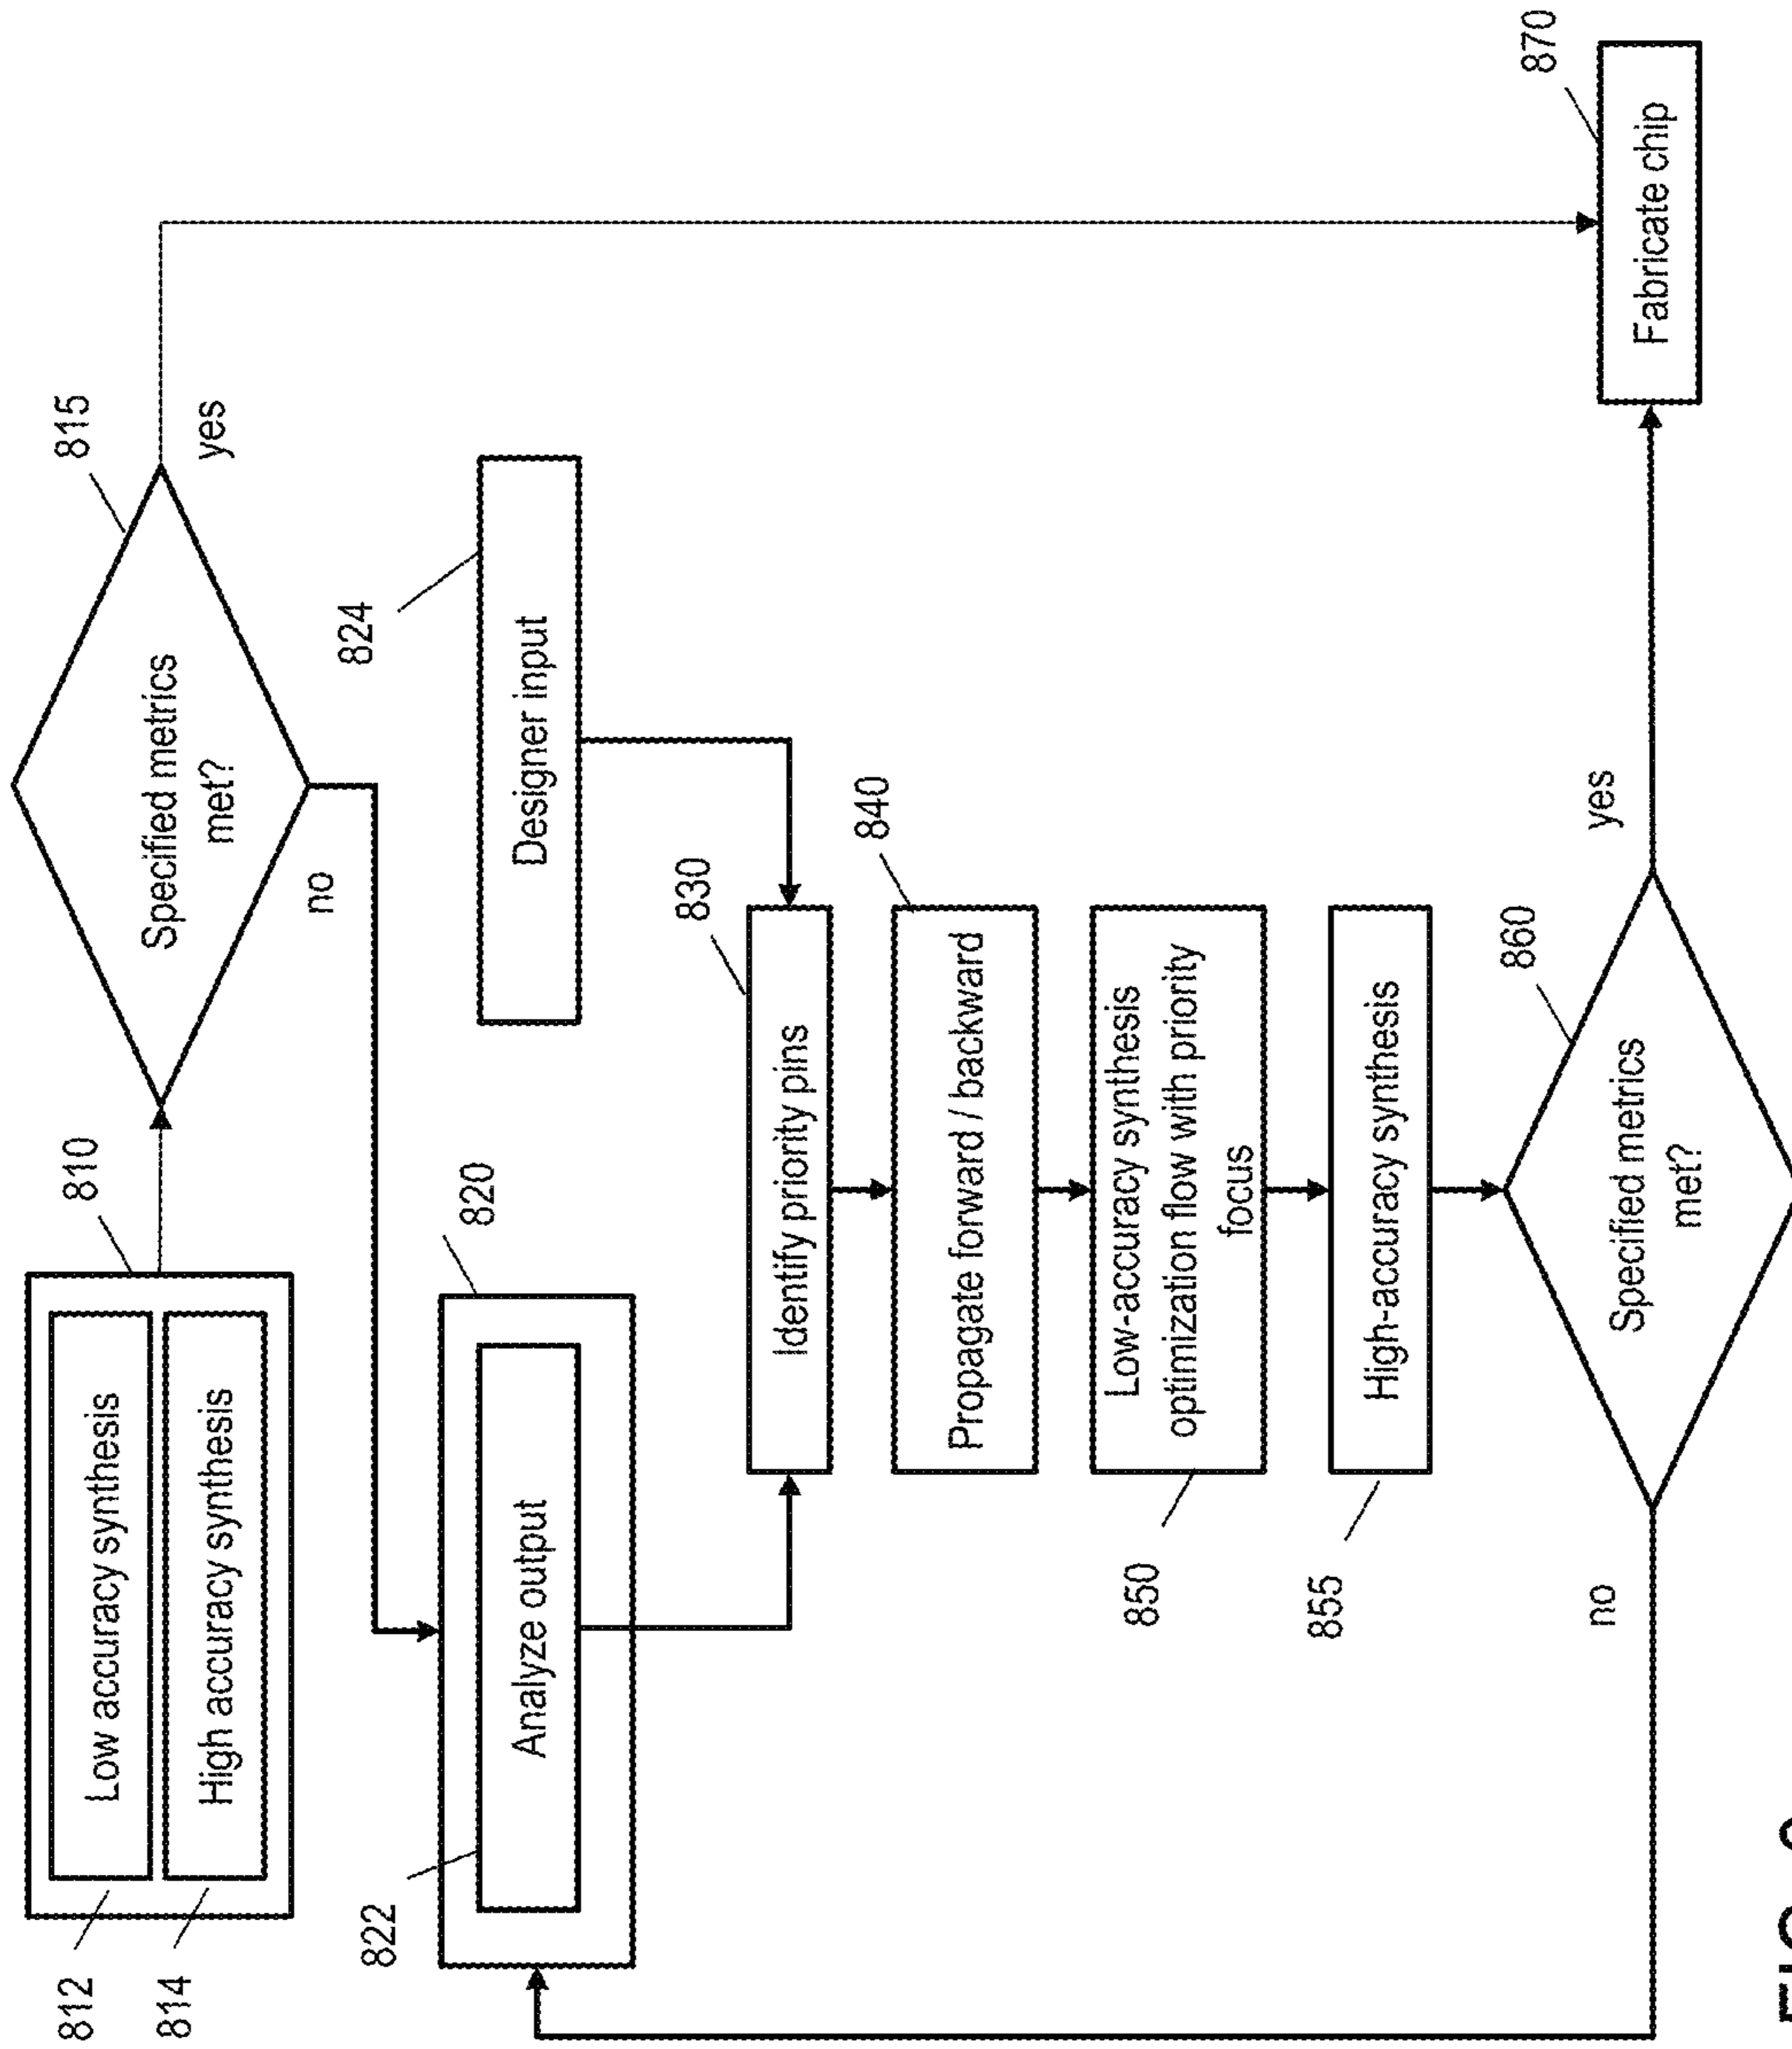 810
812
Low accuracy synthesis
814
High accuracy synthesis
815
Specified metrics
met?
yes
no
820
822
Analyze output
824
Designer input
830
Identify priority pins
840
Propagate forward / backward
850
Low-accuracy synthesis
optimization flow with priority
focus
855
High-accuracy synthesis
860
Specified metrics
met?
no
yes
870
Fabricate chip
FIG.